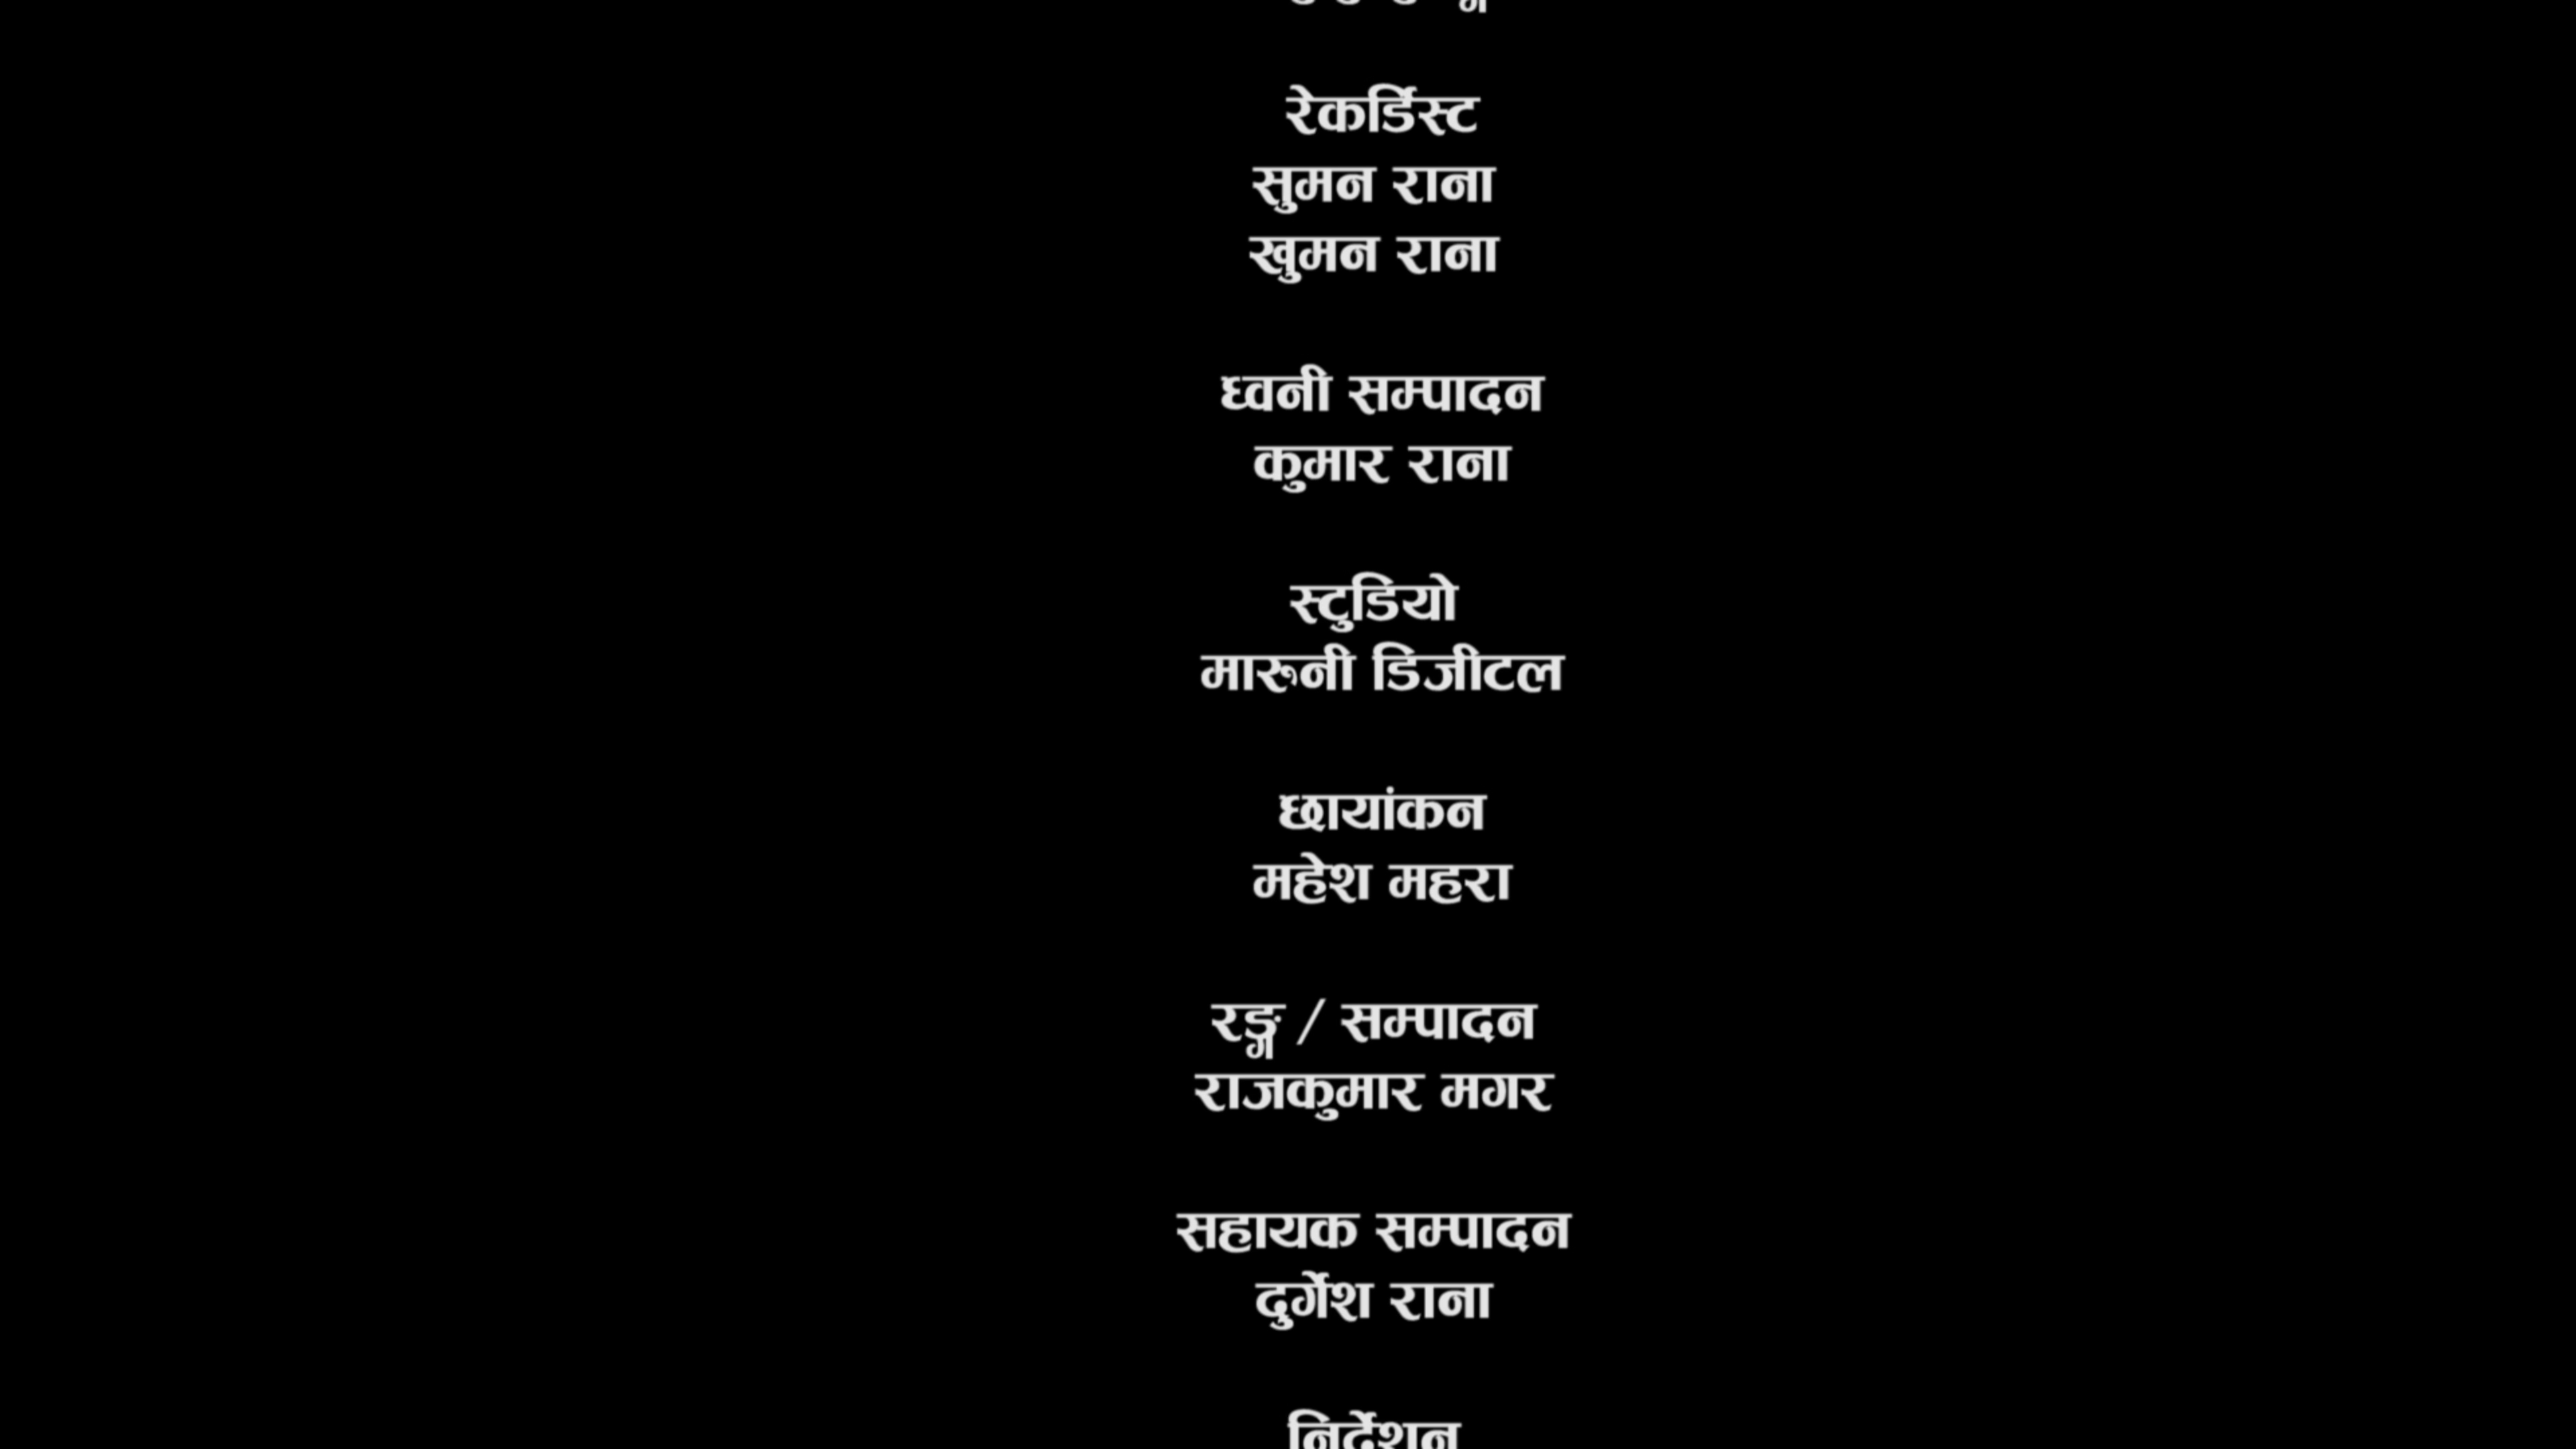 रेकर्डिस्ट
सुमन राना
खुमन राना
ध्वनी सम्पादन
कुमार राना
स्टुडियो
मारुनी डिजीटल
छायांकन
महेश महरा
रङ्ग / सम्पादन
राजकुमार मगर
सहायक सम्पादन
दुर्गेश राना
निर्देशन